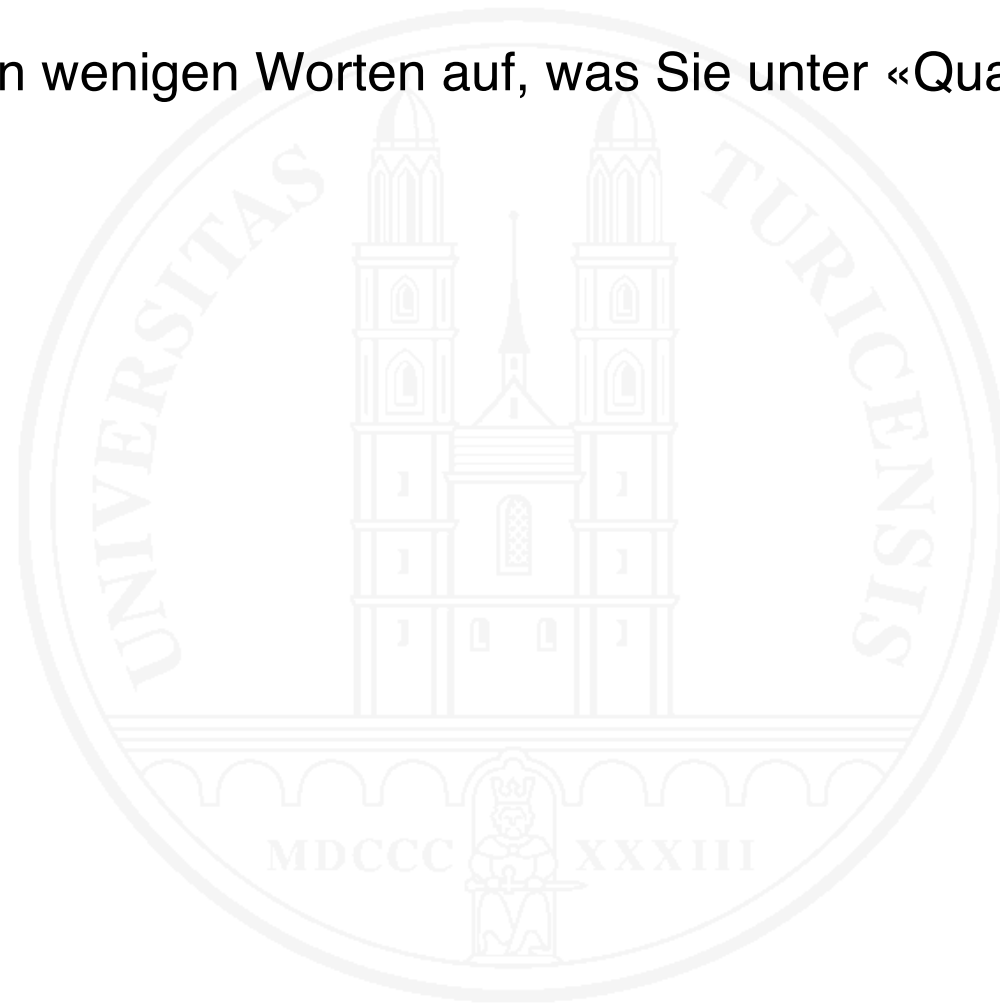 n wenigen Worten auf, was Sie unter «Qua
UNIVERSITAS TURICENSIS
MDCCC XXXIII